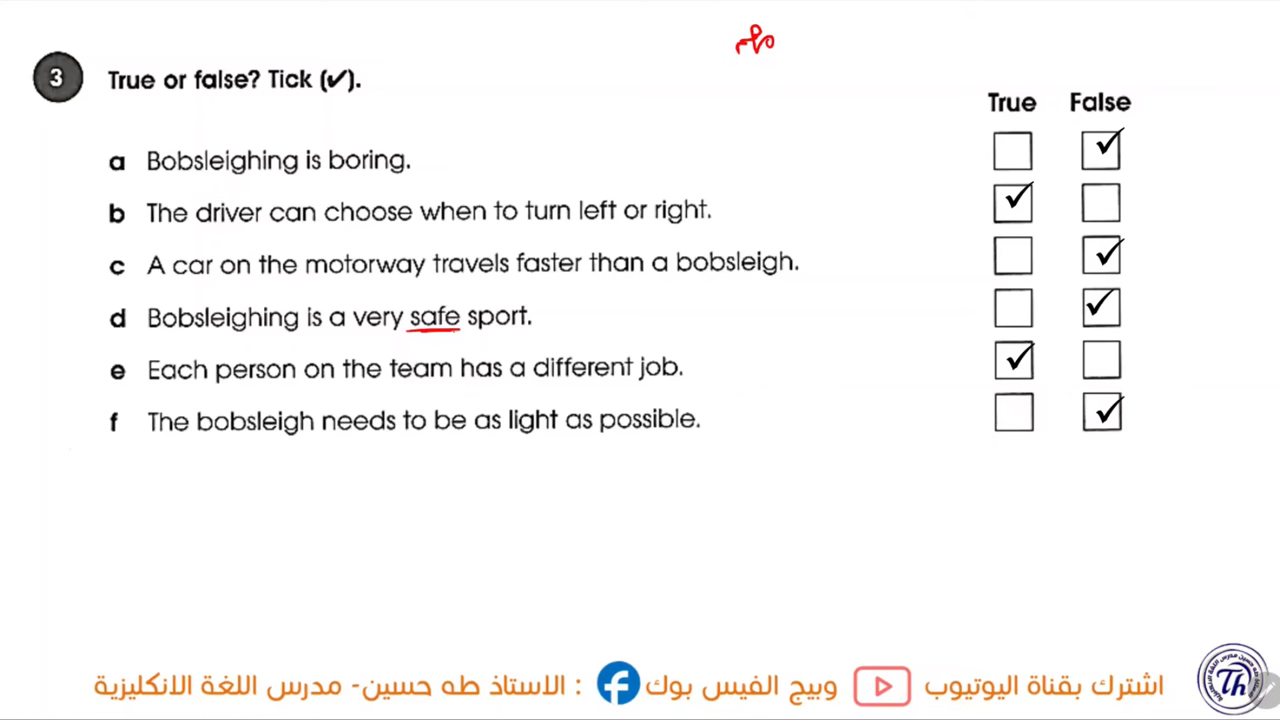 3 True or false? Tick (✔).
True False
a Bobsleighing is boring. ✔
b The driver can choose when to turn left or right. ✔
c A car on the motorway travels faster than a bobsleigh. ✔
d Bobsleighing is a very safe sport. ✔
e Each person on the team has a different job. ✔
f The bobsleigh needs to be as light as possible. ✔
اشترك بقناة اليوتيوب وبيج الفيس بوك : الاستاذ طه حسين- مدرس اللغة الانكليزية
Th